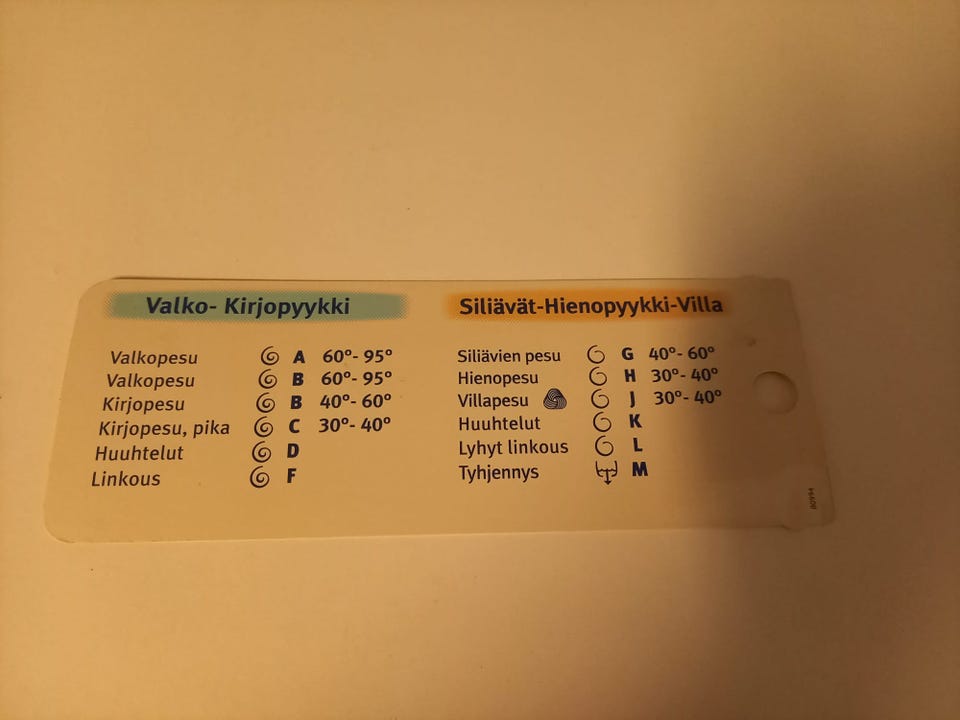 Valko- Kirjopyykki
Valkopesu A 60°- 95°
Valkopesu B 60°- 95°
Kirjopesu B 40°- 60°
Kirjopesu, pika C 30°- 40°
Huuhtelut D
Linkous F
Siliävät-Hienopyykki-Villa
Siliävien pesu G 40°- 60°
Hienopesu H 30°- 40°
Villapesu J 30°- 40°
Huuhtelut K
Lyhyt linkous L
Tyhjennys M
80994